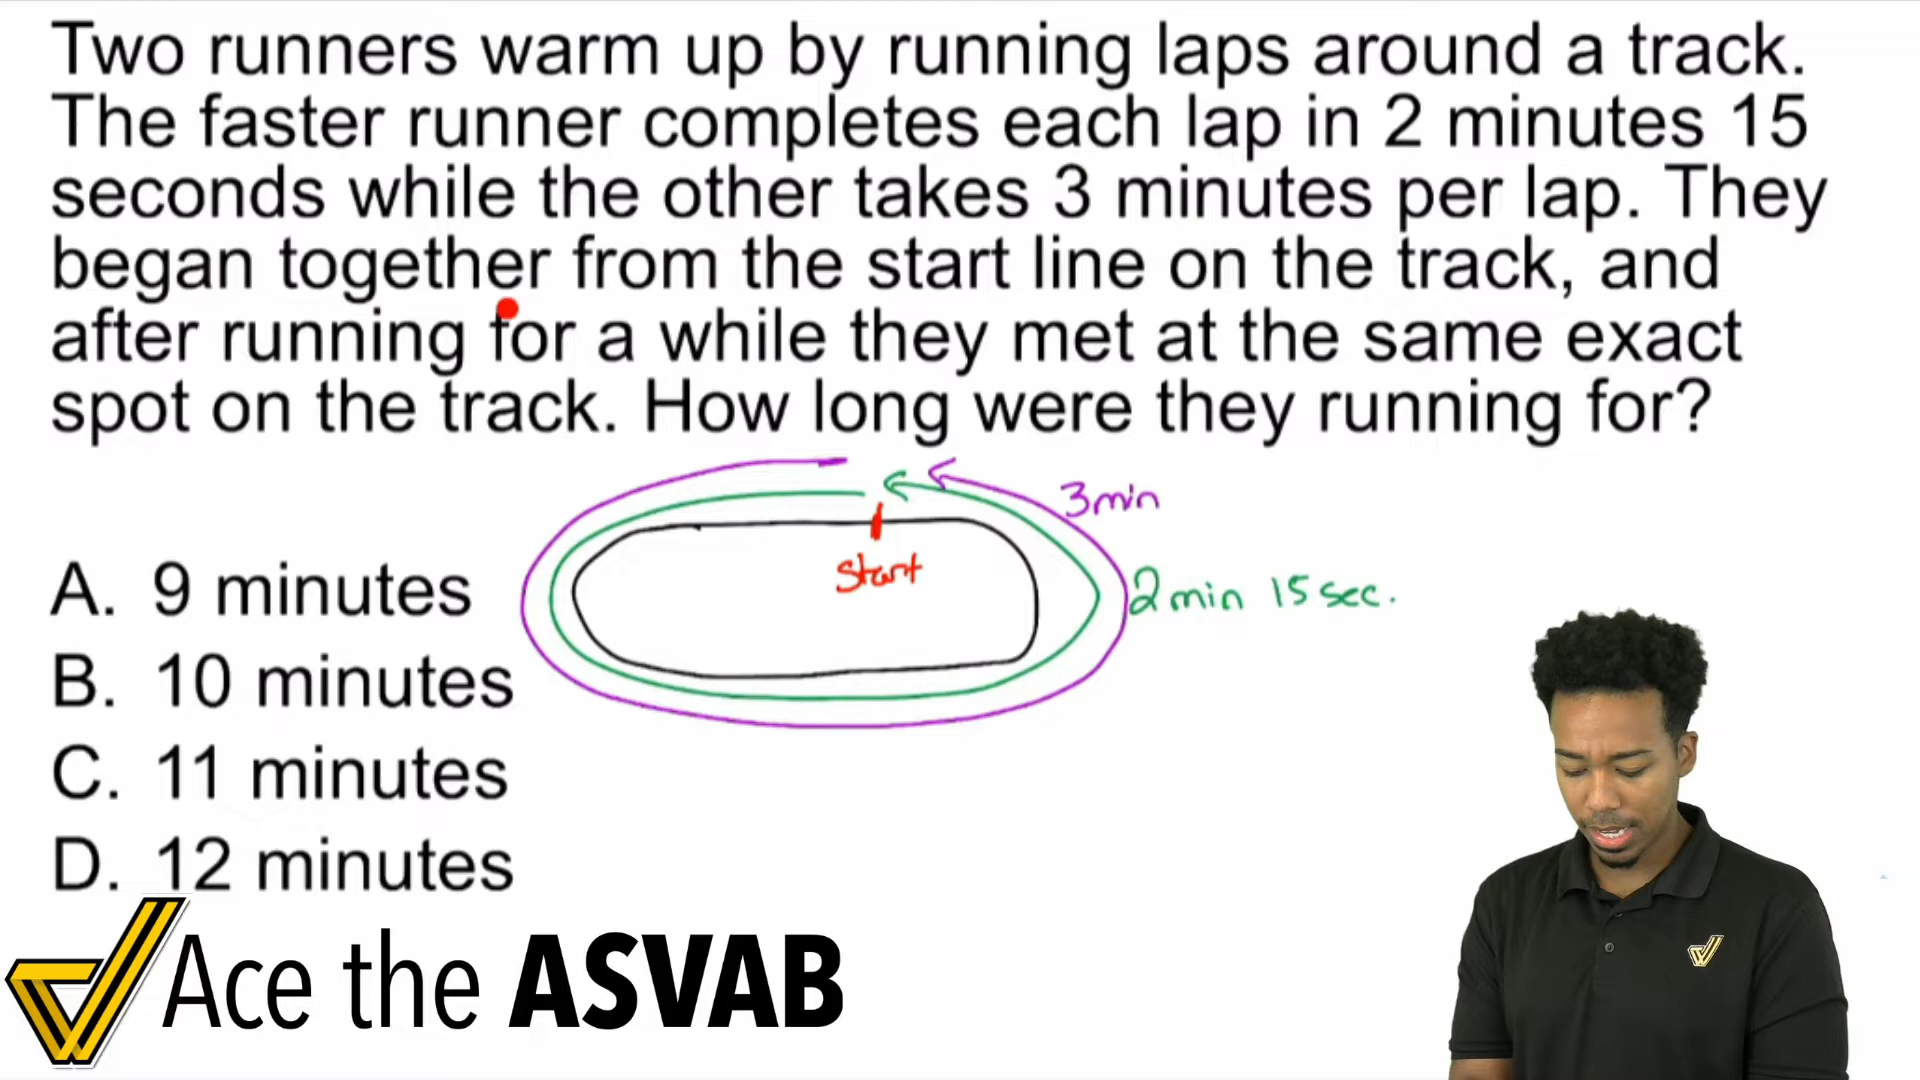 Two runners warm up by running laps around a track.
The faster runner completes each lap in 2 minutes 15
seconds while the other takes 3 minutes per lap. They
began together from the start line on the track, and
after running for a while they met at the same exact
spot on the track. How long were they running for?
3min
Start
2min 15 sec.
A. 9 minutes
B. 10 minutes
C. 11 minutes
D. 12 minutes
Ace the ASVAB